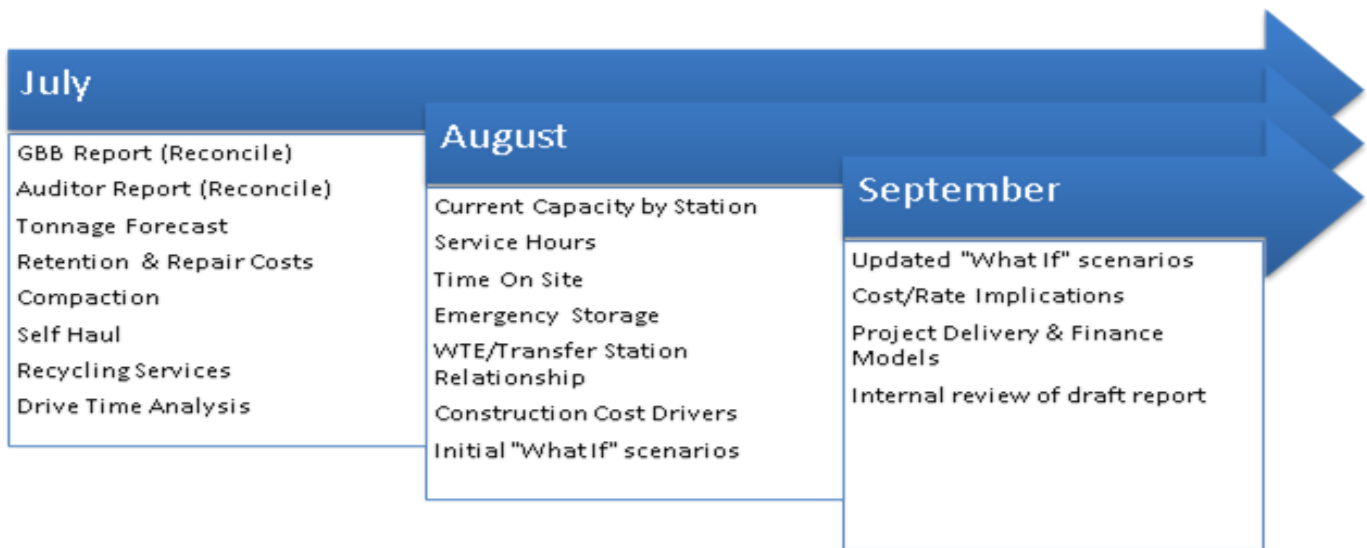 July
GBB Report (Reconcile)
Auditor Report (Reconcile)
Tonnage Forecast
Retention & Repair Costs
Compaction
Self Haul
Recycling Services
Drive Time Analysis
August
Current Capacity by Station
Service Hours
Time On Site
Emergency Storage
WTE/Transfer Station
Relationship
Construction Cost Drivers
Initial "What If" scenarios
September
Updated "What If" scenarios
Cost/Rate Implications
Project Delivery & Finance
Models
Internal review of draft report